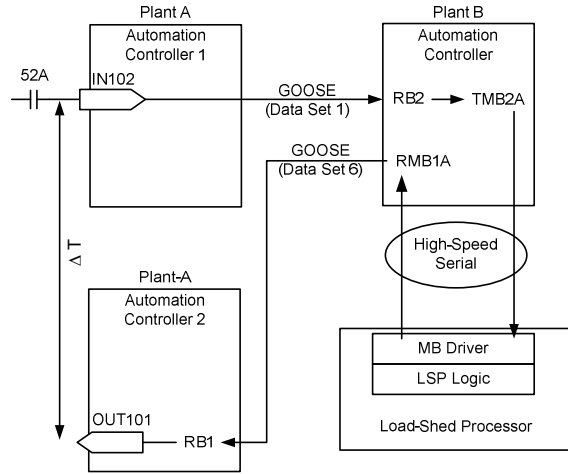 Plant A
Automation
Controller 1
52A
IN102
GOOSE
(Data Set 1)
Plant B
Automation
Controller
RB2
TMB2A
GOOSE
(Data Set 6)
RMB1A
High-Speed
Serial
Δ T
Plant-A
Automation
Controller 2
OUT101
RB1
MB Driver
LSP Logic
Load-Shed Processor